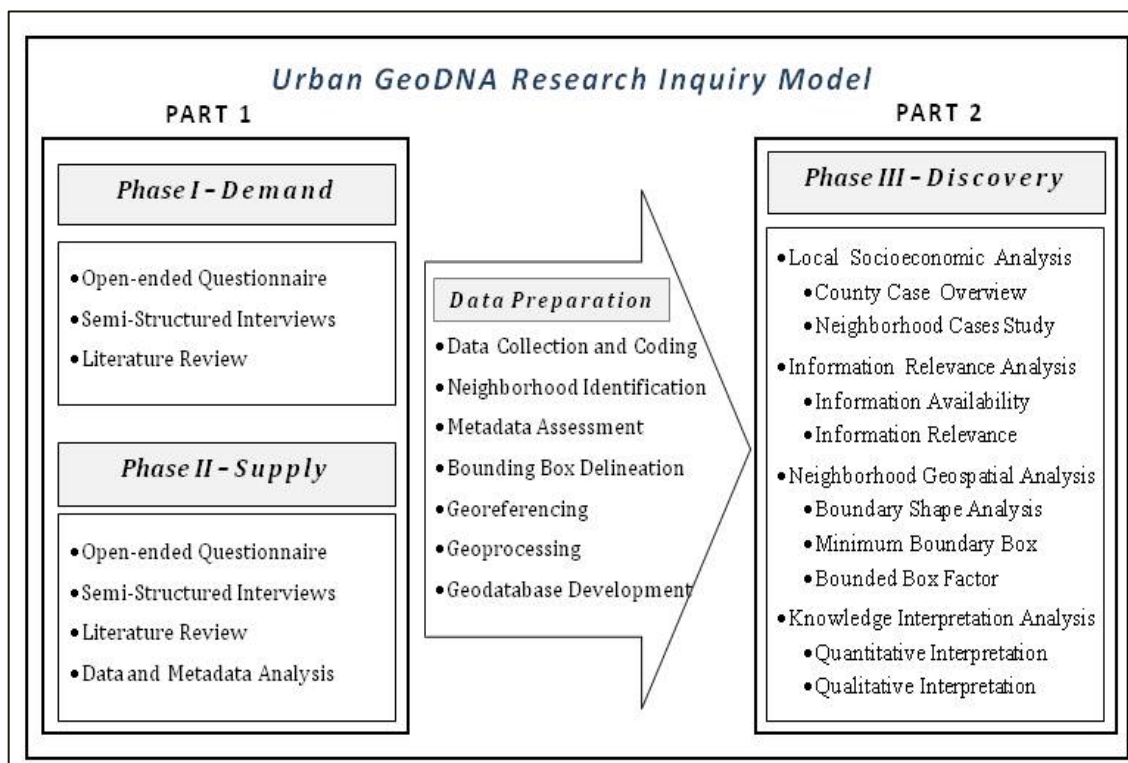 Urban GeoDNA Research Inquiry Model
PART 1
Phase I – Demand
•Open-ended Questionnaire
•Semi-Structured Interviews
•Literature Review
Phase II – Supply
•Open-ended Questionnaire
•Semi-Structured Interviews
•Literature Review
•Data and Metadata Analysis
Data Preparation
•Data Collection and Coding
•Neighborhood Identification
•Metadata Assessment
•Bounding Box Delineation
•Georeferencing
•Geoprocessing
•Geodatabase Development
PART 2
Phase III – Discovery
•Local Socioeconomic Analysis
•County Case Overview
•Neighborhood Cases Study
•Information Relevance Analysis
•Information Availability
•Information Relevance
•Neighborhood Geospatial Analysis
•Boundary Shape Analysis
•Minimum Boundary Box
•Bounded Box Factor
•Knowledge Interpretation Analysis
•Quantitative Interpretation
•Qualitative Interpretation